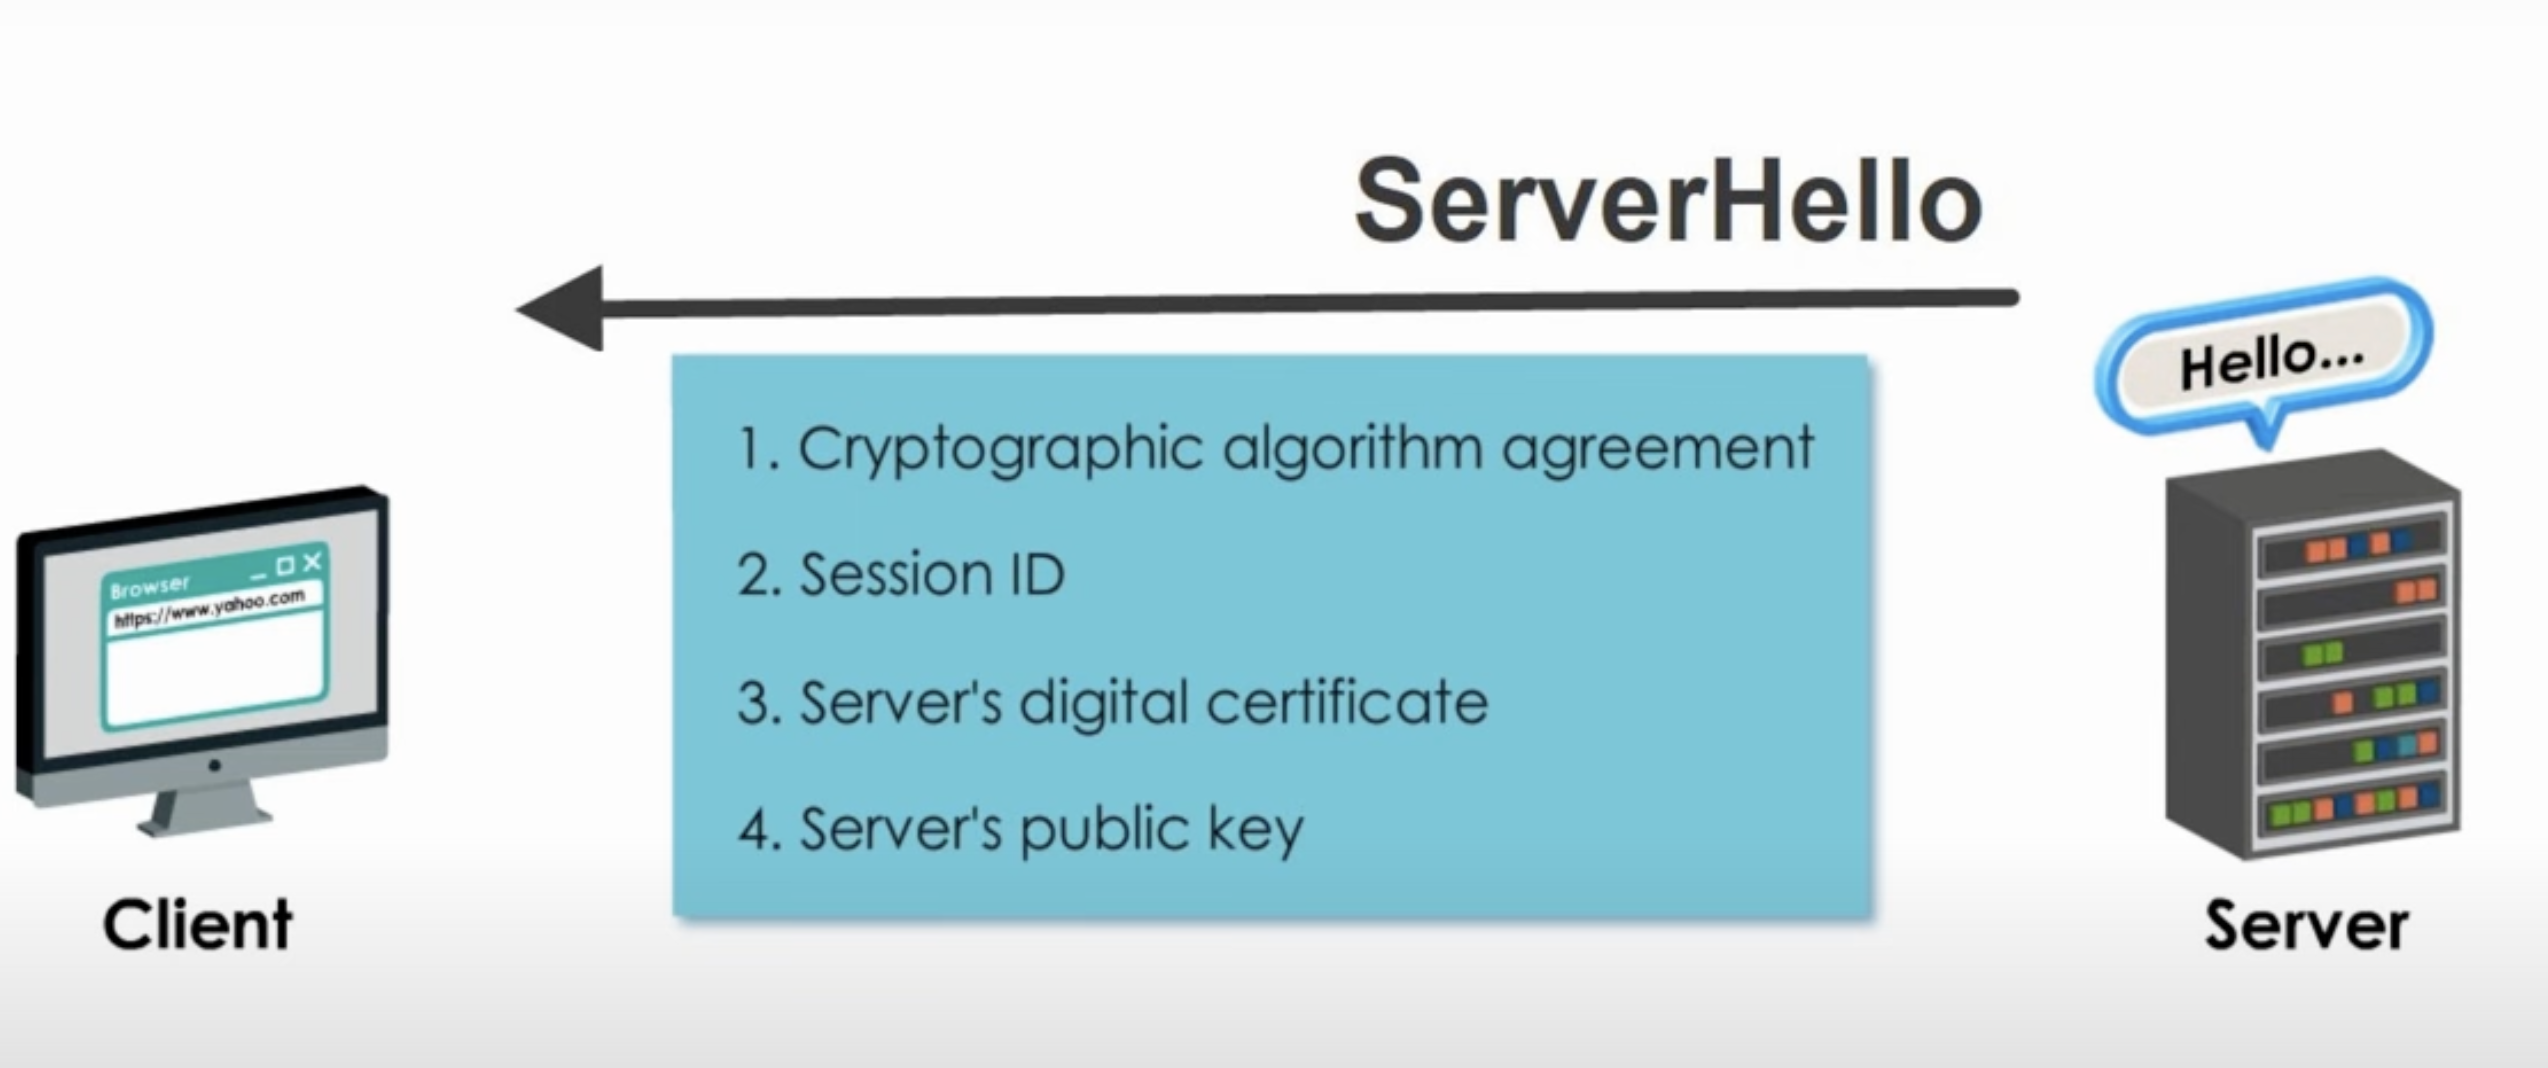 ServerHello
Hello...
1. Cryptographic algorithm agreement
2. Session ID
3. Server's digital certificate
4. Server's public key
Browser
https://www.yahoo.com
Client
Server